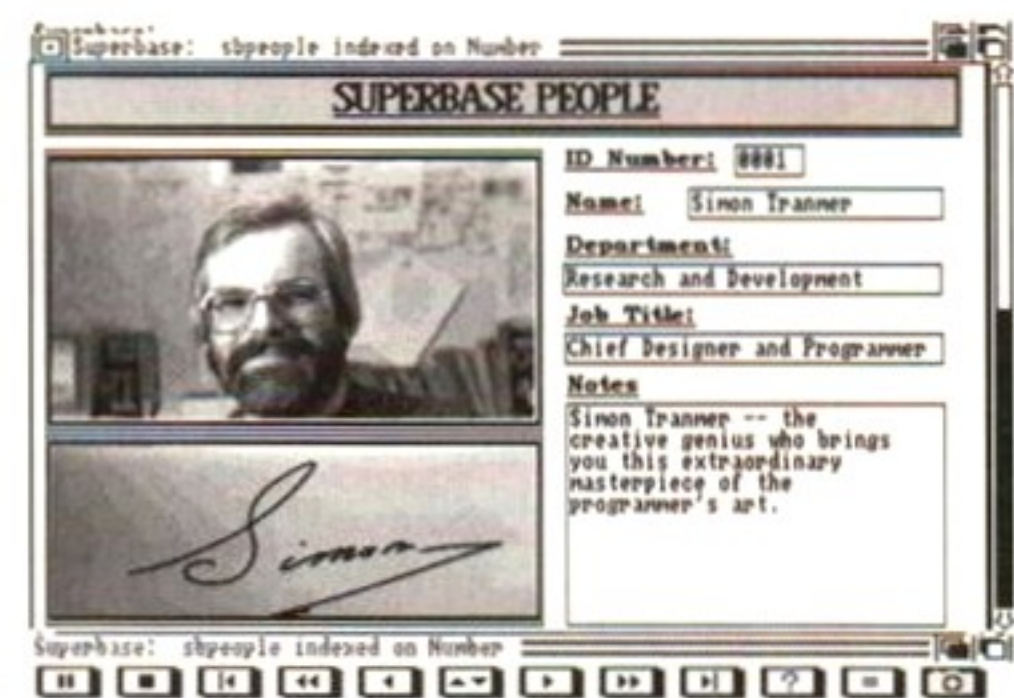 Superbase:
Superbase: sbpeople indexed on Number
SUPERBASE PEOPLE
ID Number: 0001
Name: Simon Tranmer
Department:
Research and Development
Job Title:
Chief Designer and Programmer
Notes
Simon Tranmer -- the
creative genius who brings
you this extraordinary
masterpiece of the
programmer's art.
Simon
Superbase: sbpeople indexed on Number
?
=